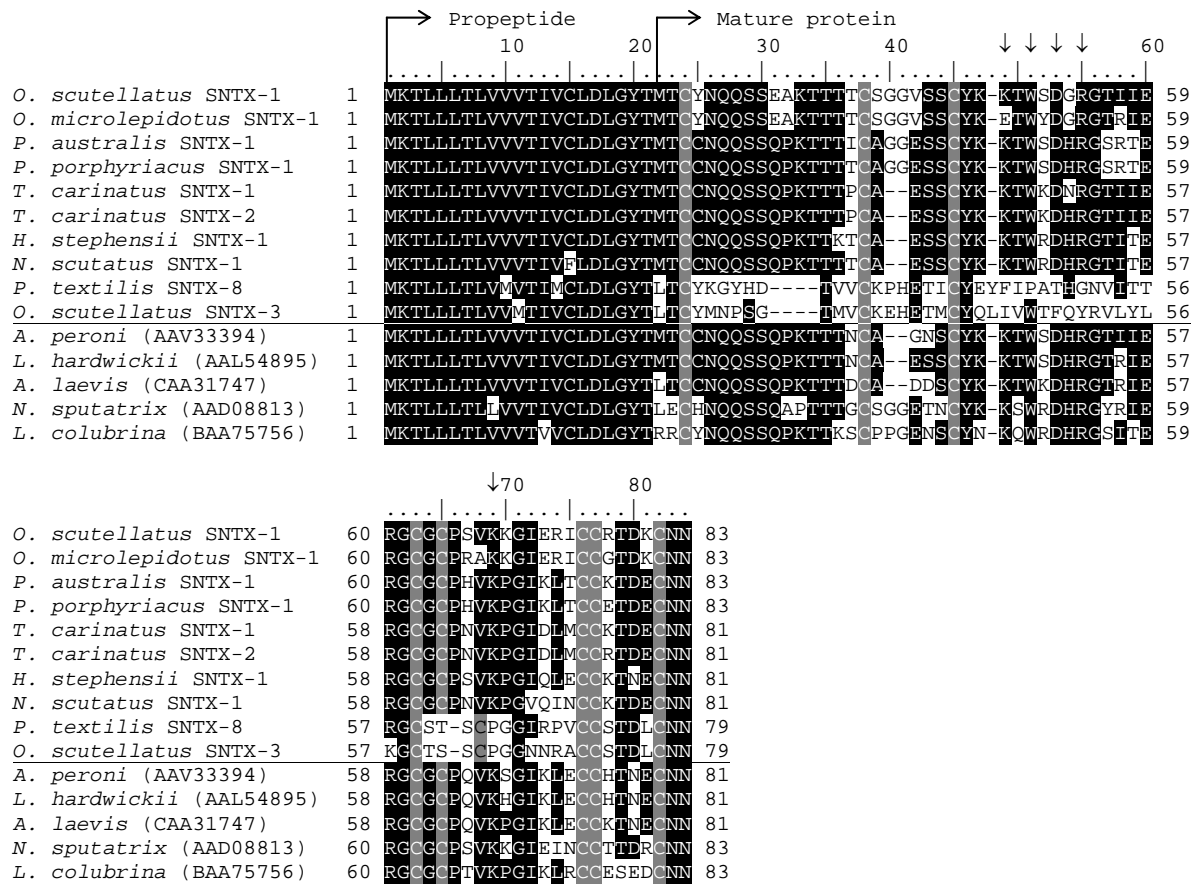 Propeptide Mature protein
10 20 30 40 ↓ ↓ ↓ ↓ 60
....|....|....|....|....|....|....|....|....|....|....|....|
O. scutellatus SNTX-1 1 MKTLLLTLVVVTIVCLDLGYTMTCYNQQSSEAKTTTTCSGGVSSCYK-KTWSDGRGTIIE 59
O. microlepidotus SNTX-1 1 MKTLLLTLVVVTIVCLDLGYTMTCYNQQSSEAKTTTTCSGGVSSCYK-ETWYDGRGTRIE 59
P. australis SNTX-1 1 MKTLLLTLVVVTIVCLDLGYTMTCCNQQSSQPKTTTICAGGESSCYK-KTWSDHRGSRTE 59
P. porphyriacus SNTX-1 1 MKTLLLTLVVVTIVCLDLGYTMTCCNQQSSQPKTTTTCAGGESSCYK-KTWSDHRGSRTE 59
T. carinatus SNTX-1 1 MKTLLLTLVVVTIVCLDLGYTMTCCNQQSSQPKTTTPCA--ESSCYK-KTWKDNRGTIIE 57
T. carinatus SNTX-2 1 MKTLLLTLVVVTIVCLDLGYTMTCCNQQSSQPKTTTPCA--ESSCYK-KTWKDHRGTIIE 57
H. stephensii SNTX-1 1 MKTLLLTLVVVTIVCLDLGYTMTCCNQQSSQPKTTKTCA--ESSCYK-KTWRDHRGTITE 57
N. scutatus SNTX-1 1 MKTLLLTLVVVTIVFLDLGYTMTCCNQQSSQPKTTTTCA--ESSCYK-KTWRDHRGTITE 57
P. textilis SNTX-8 1 MKTLLLTLVMVTIMCLDLGYTLTCYKGYHD----TVVCKPHETICYEYFIPATHGNVITT 56
O. scutellatus SNTX-3 1 MKTLLLTLVVMTIVCLDLGYTLTCYMNPSG----TMVCKEHETMCYQLIVWTFQYRVLYL 56
A. peroni (AAV33394) 1 MKTLLLTLVVVTIVCLDLGYTMTCCNQQSSQPKTTTNCA--GNSCYK-KTWSDHRGTIIE 57
L. hardwickii (AAL54895) 1 MKTLLLTLVVVTIVCLDLGYTMTCCNQQSSQPKTTTNCA--ESSCYK-KTWSDHRGTRIE 57
A. laevis (CAA31747) 1 MKTLLLTLVVVTIVCLDLGYTLTCCNQQSSQPKTTTDCA--DDSCYK-KTWKDHRGTRIE 57
N. sputatrix (AAD08813) 1 MKTLLLTLLVVTIVCLDLGYTLECHNQQSSQAPTTTGCSGGETNCYK-KSWRDHRGYRIE 59
L. colubrina (BAA75756) 1 MKTLLLTLVVVTVVCLDLGYTRRCYNQQSSQPKTTKSCPPGENSCYN-KQWRDHRGSITE 59
↓70 80
....|....|....|....|....
O. scutellatus SNTX-1 60 RGCGCPSVKKGIERICCRTDKCNN 83
O. microlepidotus SNTX-1 60 RGCGCPRAKKGIERICCGTDKCNN 83
P. australis SNTX-1 60 RGCGCPHVKPGIKLTCCKTDECNN 83
P. porphyriacus SNTX-1 60 RGCGCPHVKPGIKLTCCETDECNN 83
T. carinatus SNTX-1 58 RGCGCPNVKPGIDLMCCKTDECNN 81
T. carinatus SNTX-2 58 RGCGCPNVKPGIDLMCCRTDECNN 81
H. stephensii SNTX-1 58 RGCGCPSVKPGIQLECCKTNECNN 81
N. scutatus SNTX-1 58 RGCGCPNVKPGVQINCCKTDECNN 81
P. textilis SNTX-8 57 RGCST-SCPGGIRPVCCSTDLCNN 79
O. scutellatus SNTX-3 57 KGCTS-SCPGGNNRACCSTDLCNN 79
A. peroni (AAV33394) 58 RGCGCPQVKSGIKLECCHTNECNN 81
L. hardwickii (AAL54895) 58 RGCGCPQVKHGIKLECCHTNECNN 81
A. laevis (CAA31747) 58 RGCGCPQVKPGIKLECCKTNECNN 81
N. sputatrix (AAD08813) 60 RGCGCPSVKKGIEINCCTTDRCNN 83
L. colubrina (BAA75756) 60 RGCGCPTVKPGIKLRCCESEDCNN 83